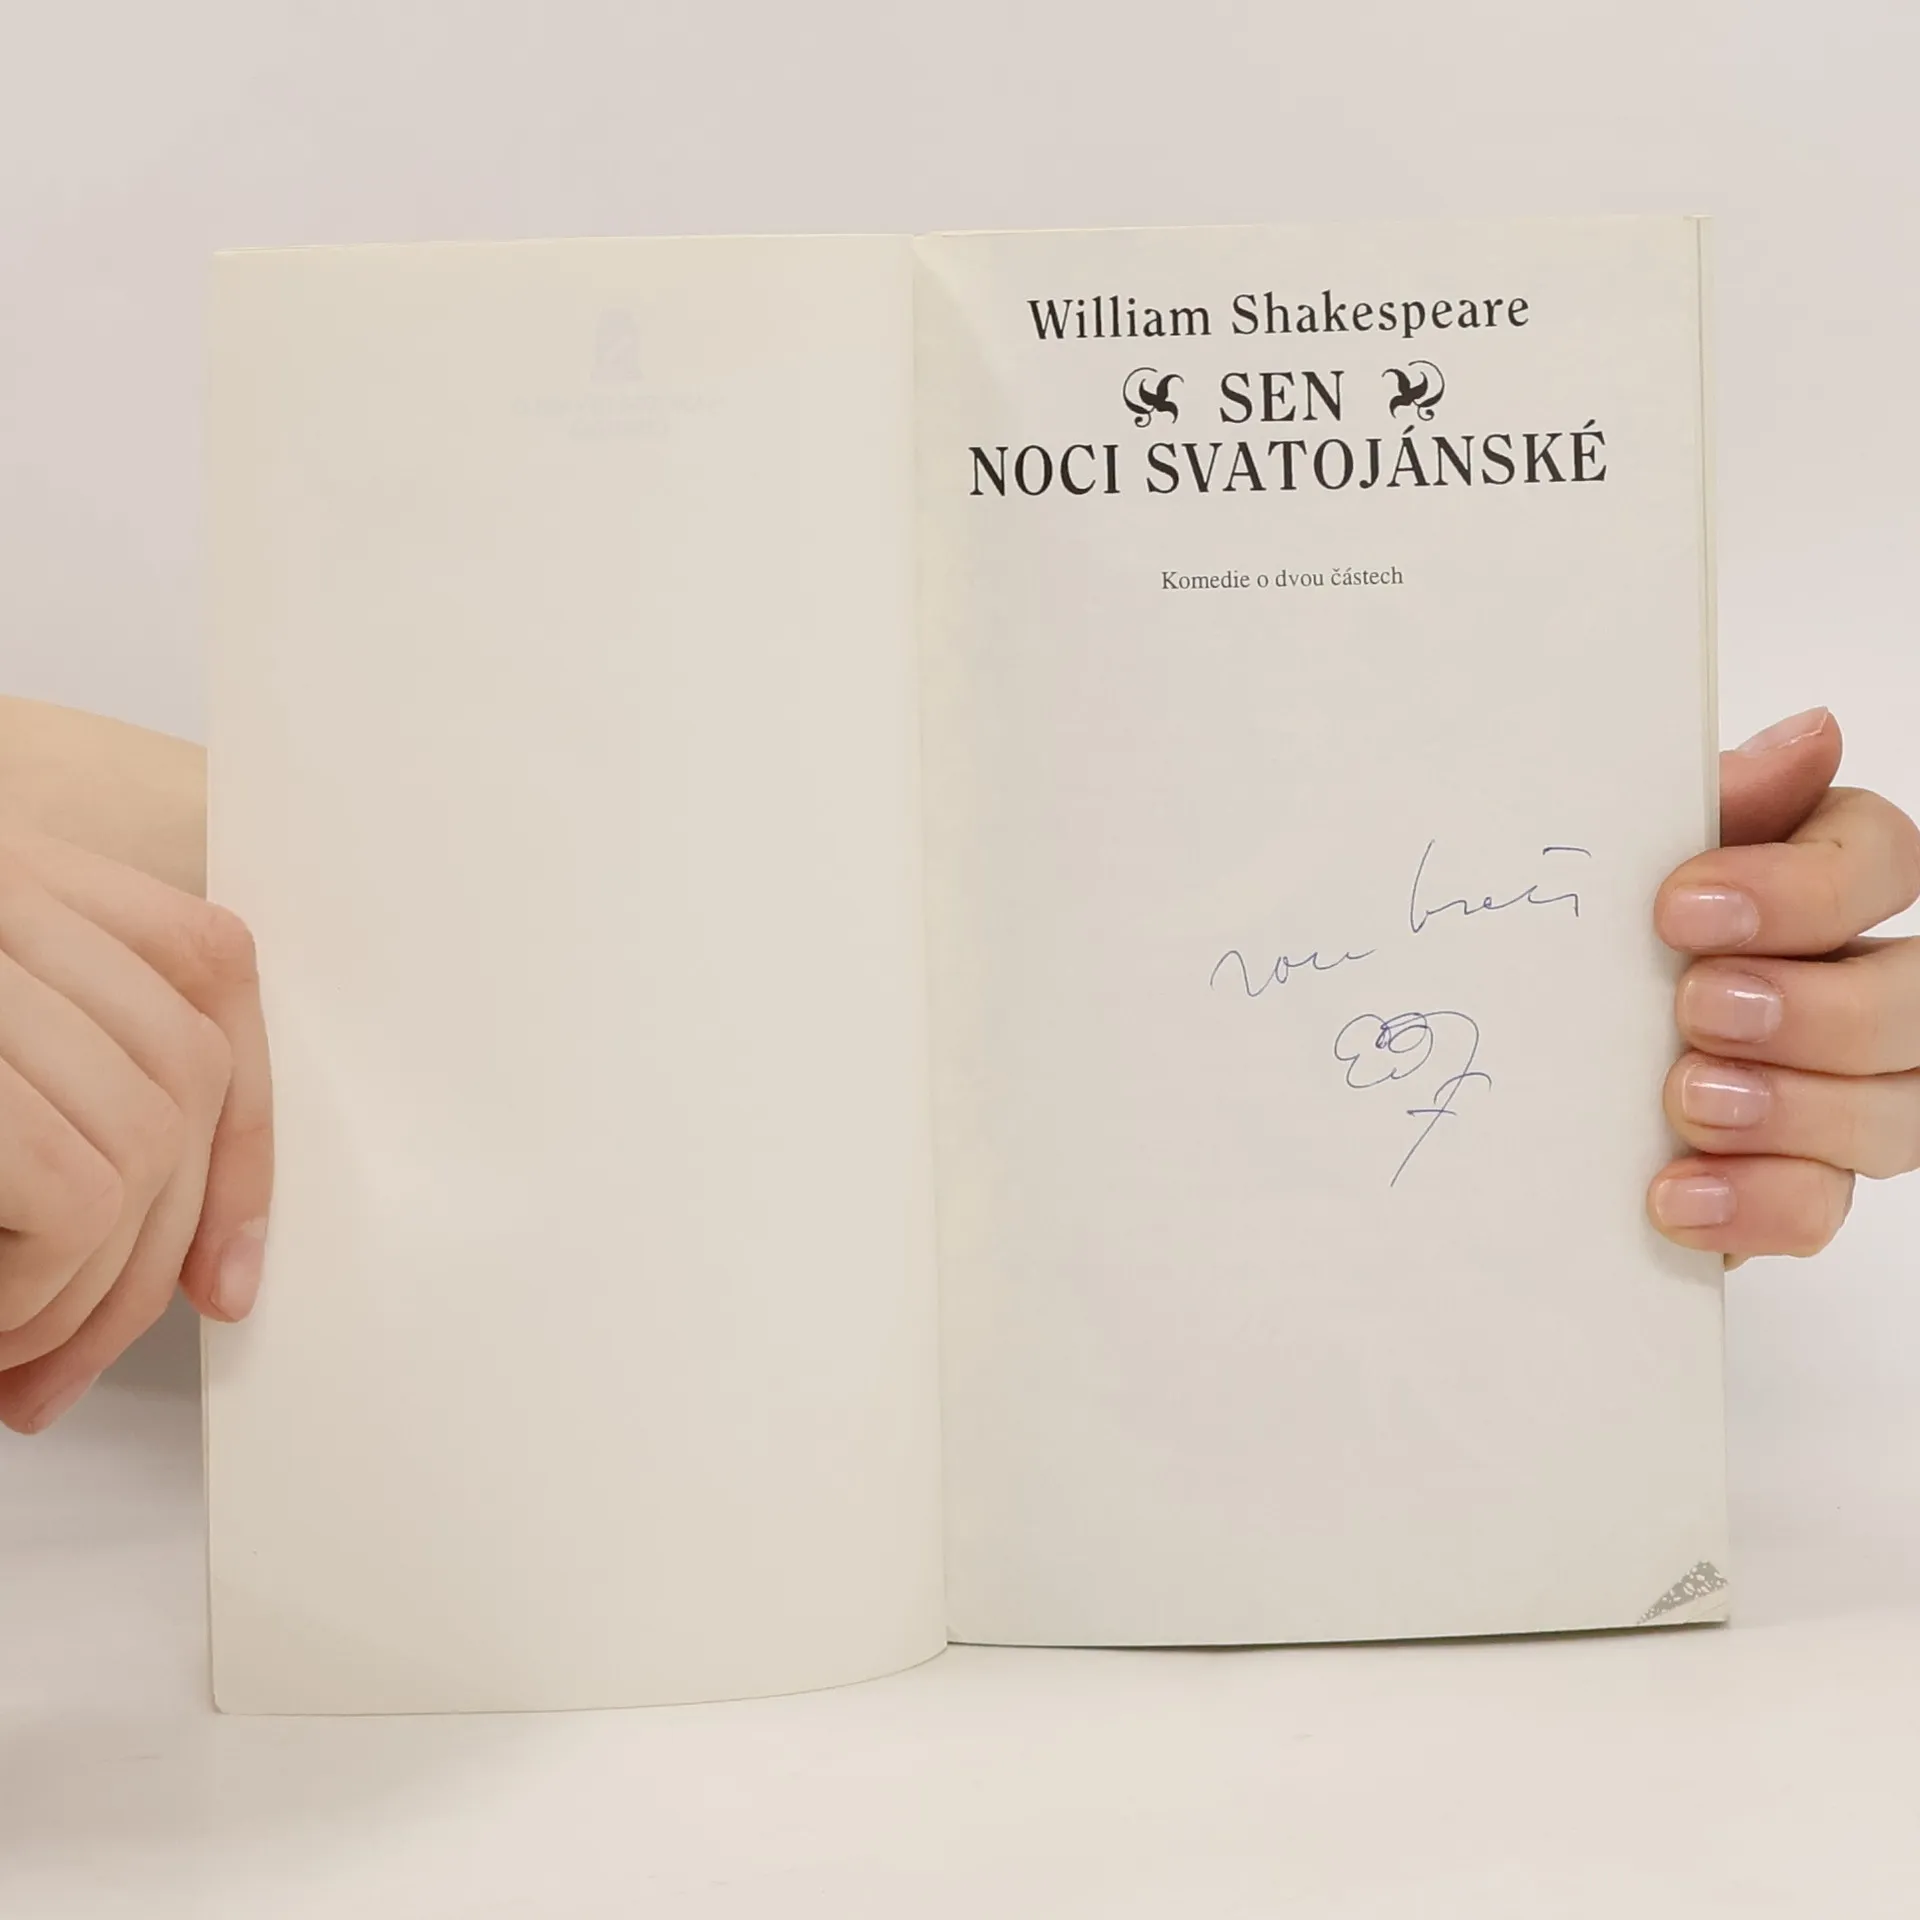 William Shakespeare
SEN
NOCI SVATOJÁNSKÉ
Komedie o dvou částech